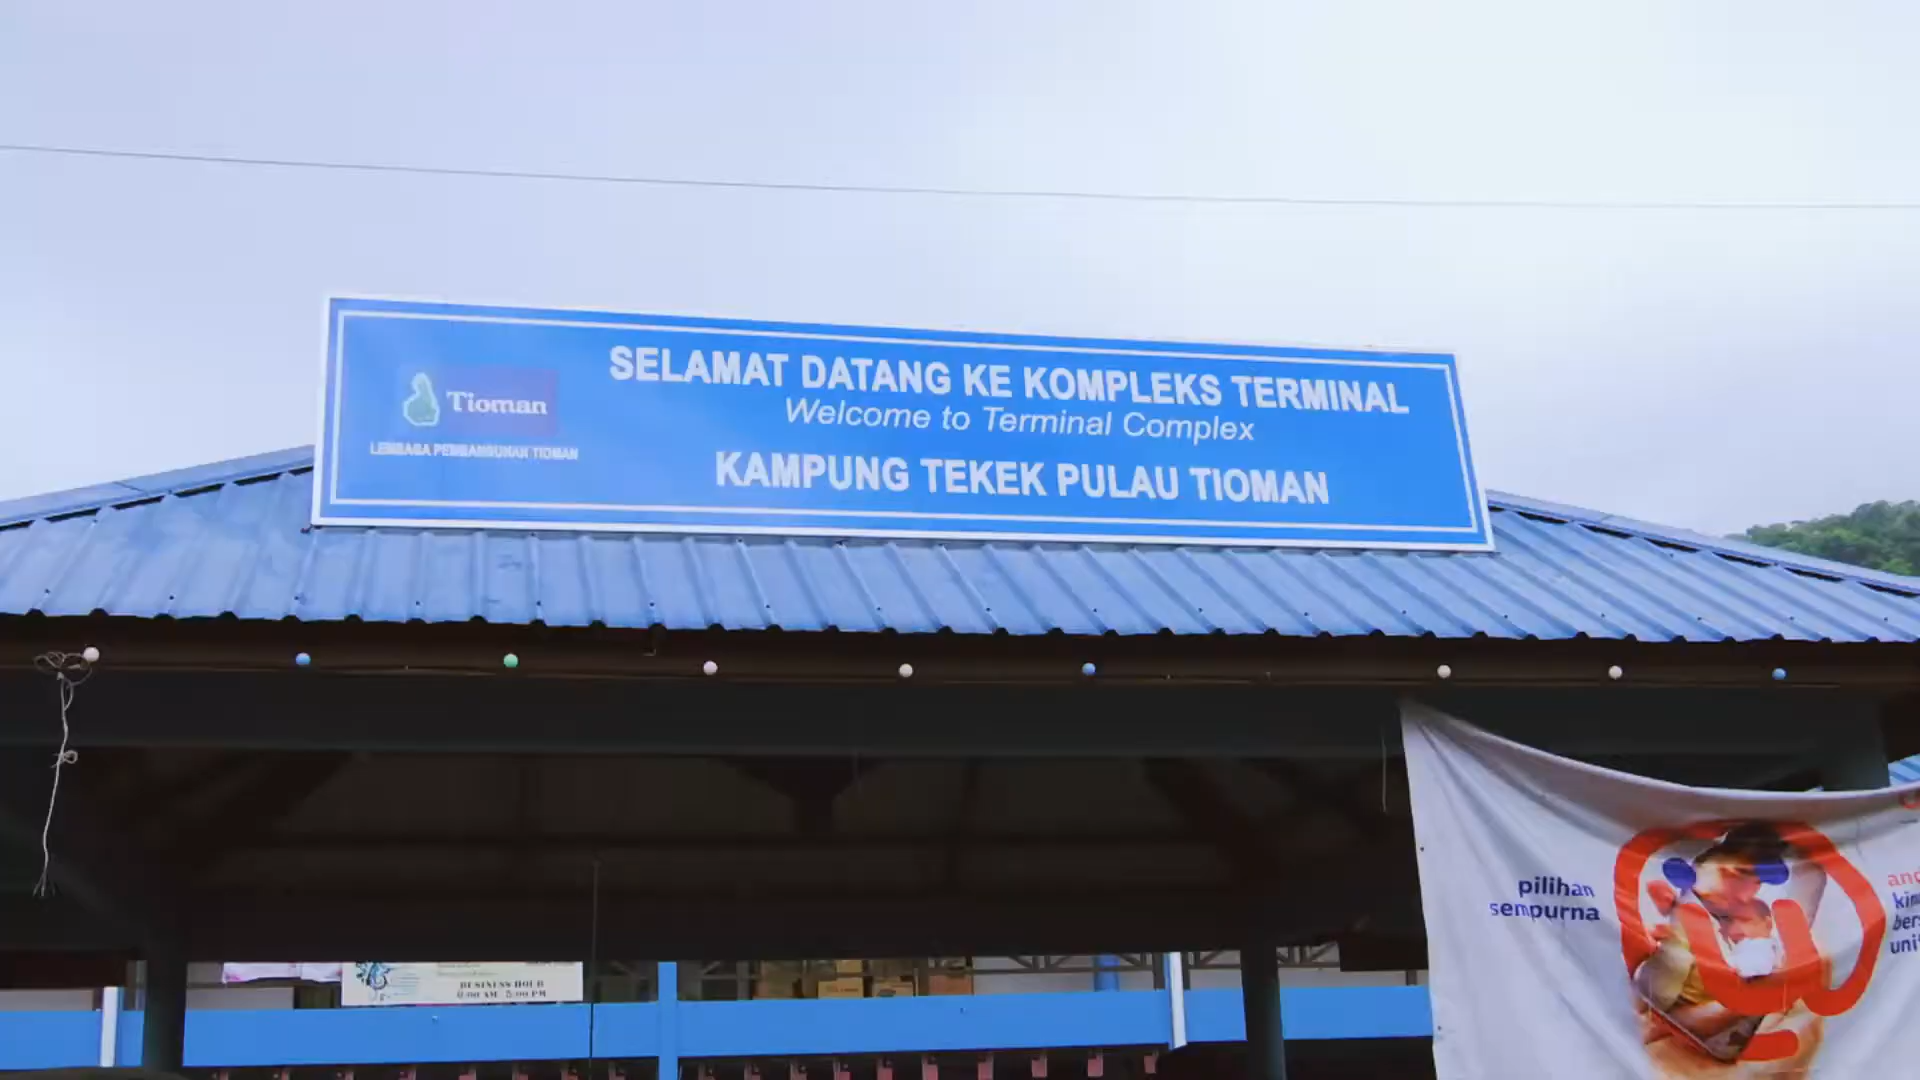 SELAMAT DATANG KE KOMPLEKS TERMINAL
Welcome to Terminal Complex
KAMPUNG TEKEK PULAU TIOMAN
Tioman
LEMBAGA PEMBANGUNAN TIOMAN
pilihan
sempurna
BUSINESS HOUR